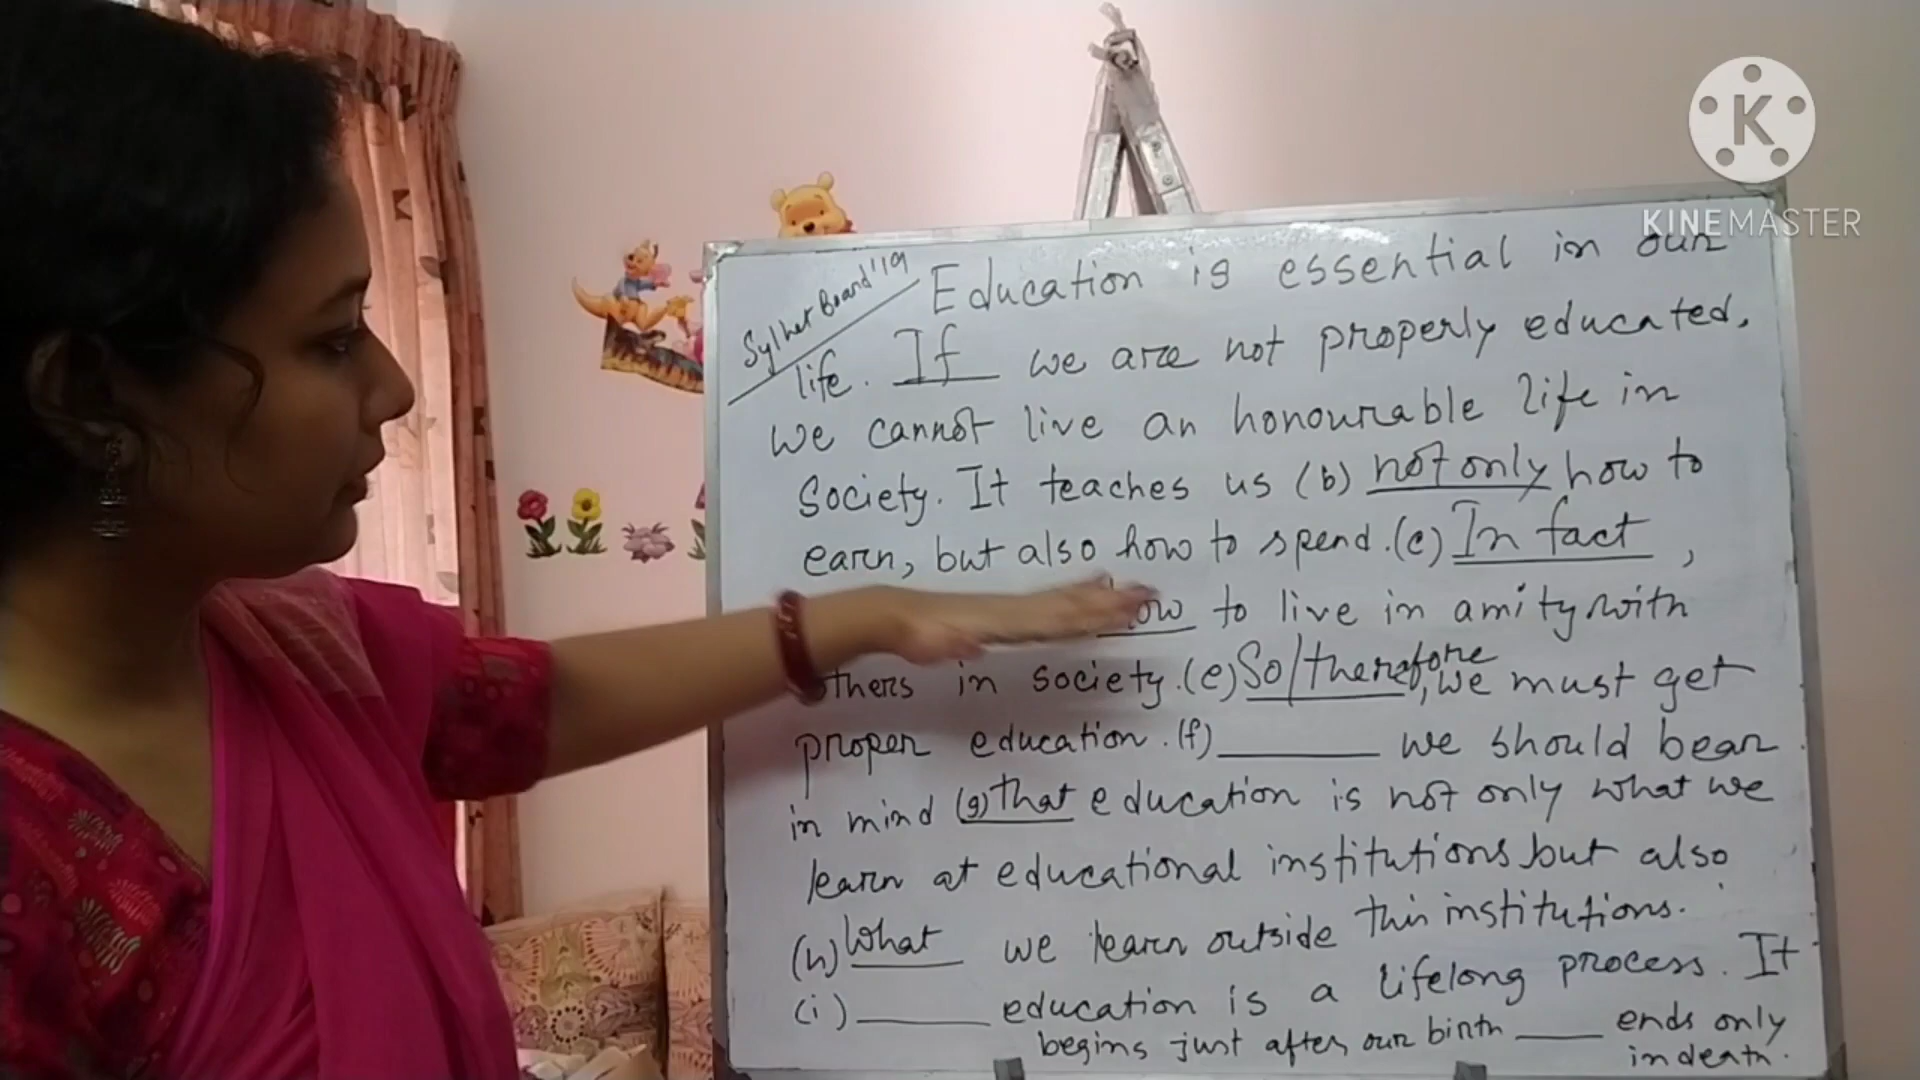 K
KINEMASTER
Sylhet Board'19
Education is essential in our
life. If we are not properly educated,
we cannot live an honourable life in
Society. It teaches us (b) not only how to
earn, but also how to spend. (c) In fact,
to live in amity with
others in society. (e) So/therefore, we must get
proper education. (f) ______ we should bear
in mind (g) that education is not only what we
learn at educational institutions but also
(h) What we learn outside this institutions.
(i) ______ education is a lifelong process. It
begins just after our birth ____ ends only
in death.